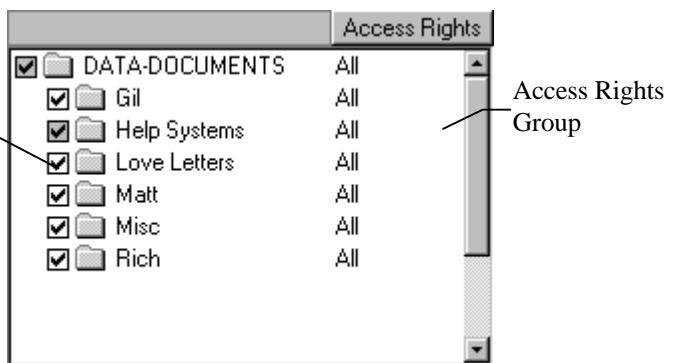 Access Rights
DATA-DOCUMENTS All
Gil All
Help Systems All
Love Letters All
Matt All
Misc All
Rich All
Access Rights
Group